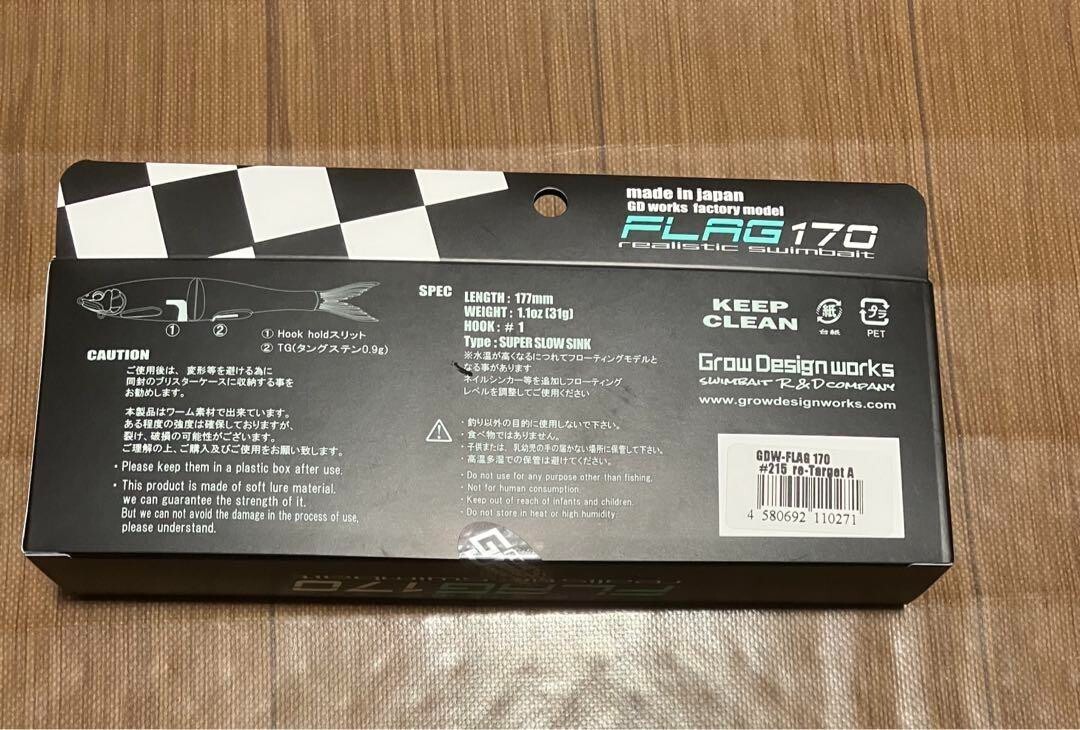 made in japan
GD works factory model
FLAG 170
realistic swimbait
① ②
① Hook holdスリット
② TG(タングステン0.9g)
CAUTION
ご使用後は、変形等を避ける為に
同封のブリスターケースに収納する事を
お勧めします。
本製品はワーム素材で出来ています。
ある程度の強度は確保しておりますが、
裂け、破損の可能性がございます。
ご理解の上、ご購入及びご使用をお願い致します。
・Please keep them in a plastic box after use.
・This product is made of soft lure material.
we can guarantee the strength of it.
But we can not avoid the damage in the process of use,
please understand.
SPEC
LENGTH : 177mm
WEIGHT : 1.1oz (31g)
HOOK : # 1
Type : SUPER SLOW SINK
※水温が高くなるにつれてフローティングモデルと
なる事があります
ネイルシンカー等を追加しフローティング
レベルを調整してご使用ください
・釣り以外の目的に使用しないで下さい。
・食べ物ではありません。
・子供または、乳幼児の手の届かない場所に保管して下さい。
・高温多湿での保管は避けてください。
・Do not use for any purpose other than fishing.
・Not for human consumption.
・Keep out of reach of infants and children.
・Do not store in heat or high humidity.
KEEP
CLEAN
紙
台紙
プラ
PET
Grow Design works
SWIMBAIT R & D COMPANY
www.growdesignworks.com
GDW-FLAG 170
#215 re-Target A
4 580692 110271
FLAG 170
realistic swimbait